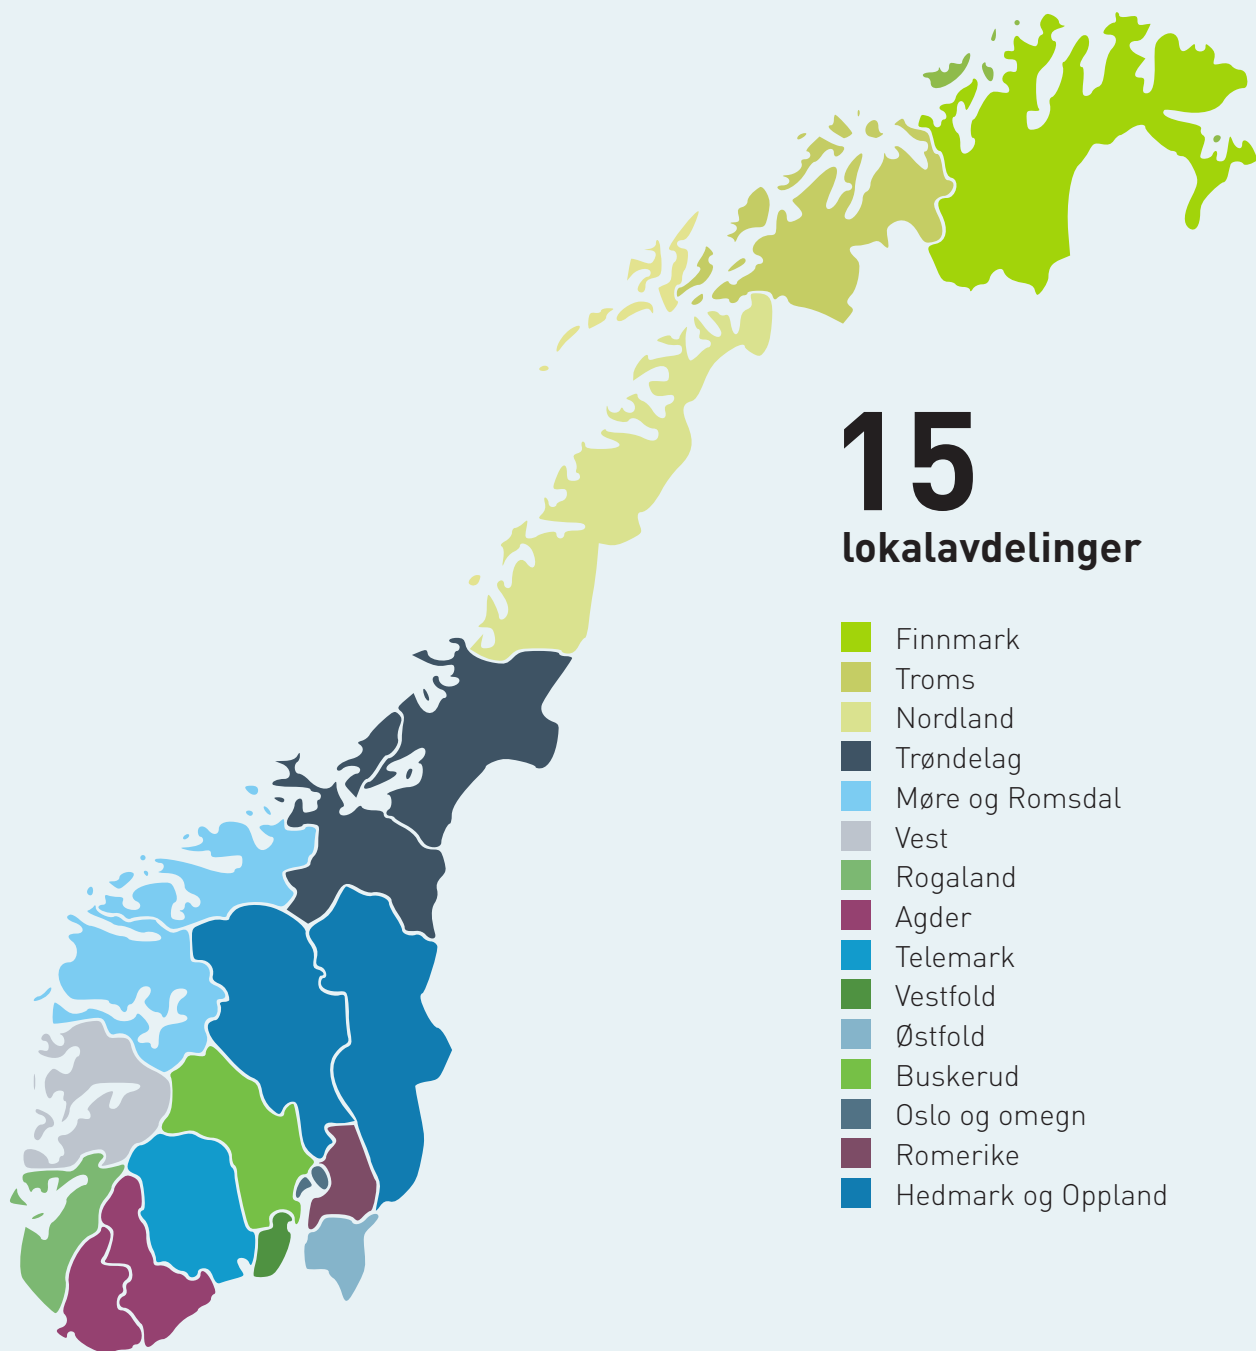 15
lokalavdelinger
Finnmark
Troms
Nordland
Trøndelag
Møre og Romsdal
Vest
Rogaland
Agder
Telemark
Vestfold
Østfold
Buskerud
Oslo og omegn
Romerike
Hedmark og Oppland